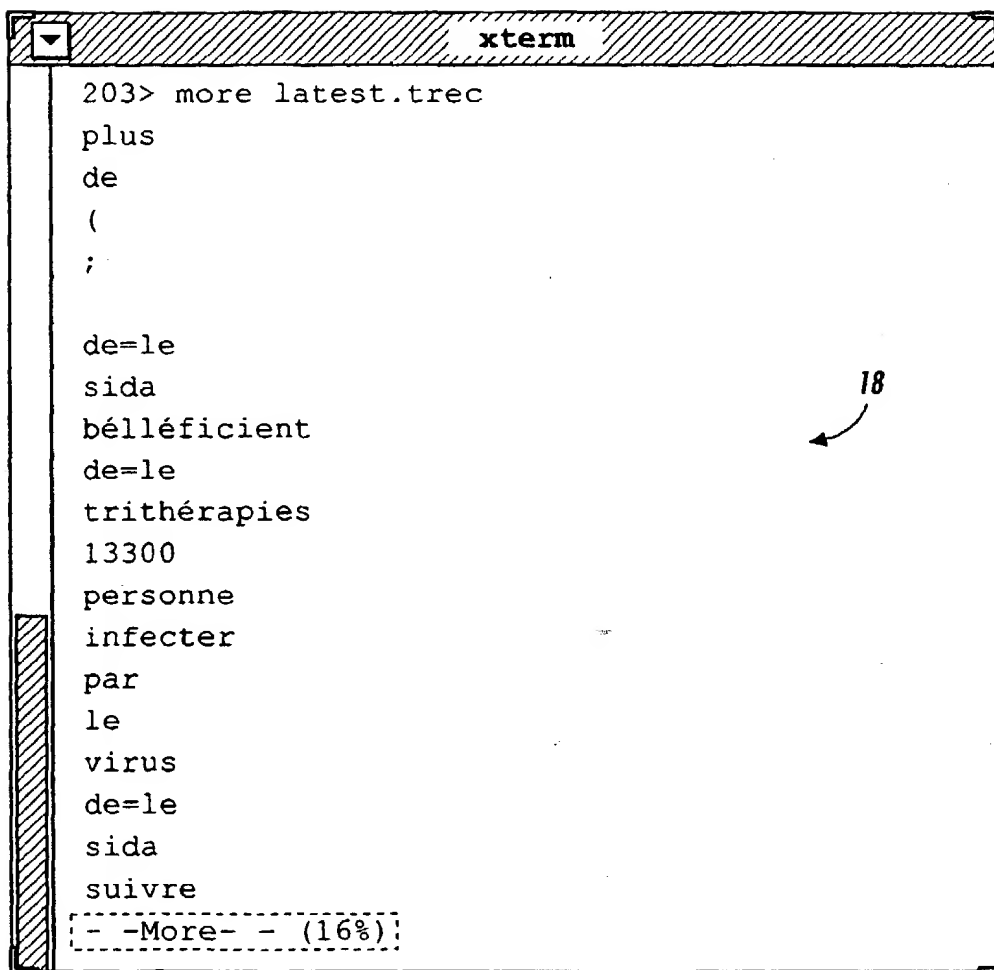 xterm
203> more latest.trec
plus
de
(
;
de=le
sida
18
bélléficient
de=le
trithérapies
13300
personne
infecter
par
le
virus
de=le
sida
suivre
- -More- - (16%)